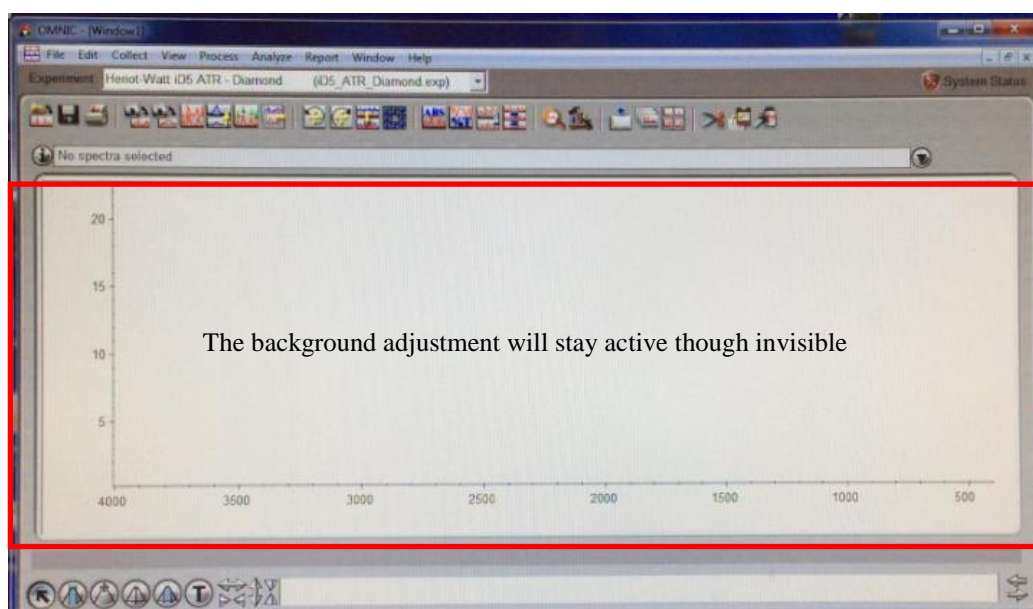 OMNIC - [Window1]
File Edit Collect View Process Analyze Report Window Help
Experiment: Heriot-Watt iD5 ATR - Diamond (iD5_ATR_Diamond.exp)
System Status
ABS %T
No spectra selected
20
15
The background adjustment will stay active though invisible
10
5
4000 3500 3000 2500 2000 1500 1000 500
T